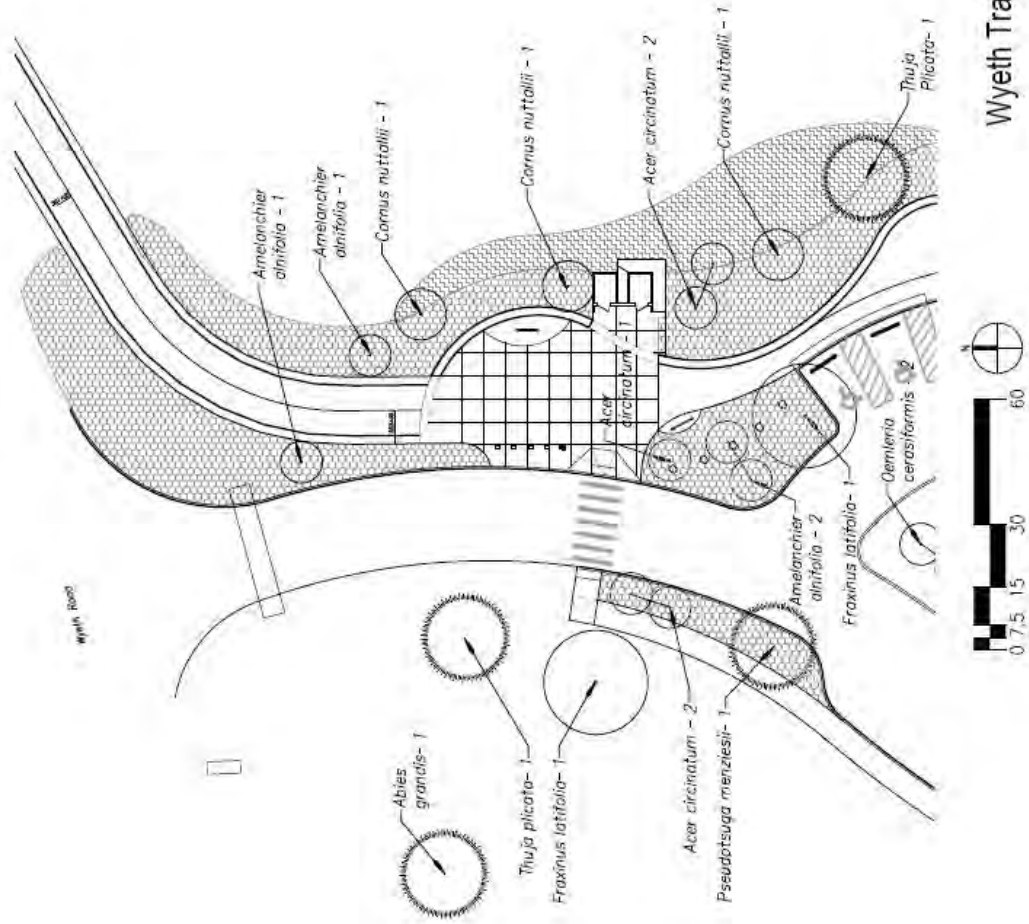 Wyeth Road
Amelanchier
alnifolia - 1
Amelanchier
alnifolia - 1
Cornus nuttallii - 1
Cornus nuttallii - 1
Acer circinatum - 2
Cornus nuttallii - 1
Thuja
Plicata- 1
Acer
circinatum - 1
Abies
grandis- 1
Thuja plicata- 1
Fraxinus latifolia- 1
Acer circinatum - 2
Pseudotsuga menziesii- 1
Amelanchier
alnifolia - 2
Fraxinus latifolia- 1
Oemleria
cerasiformis - 2
N
0 7.5 15 30 60
Wyeth Tra